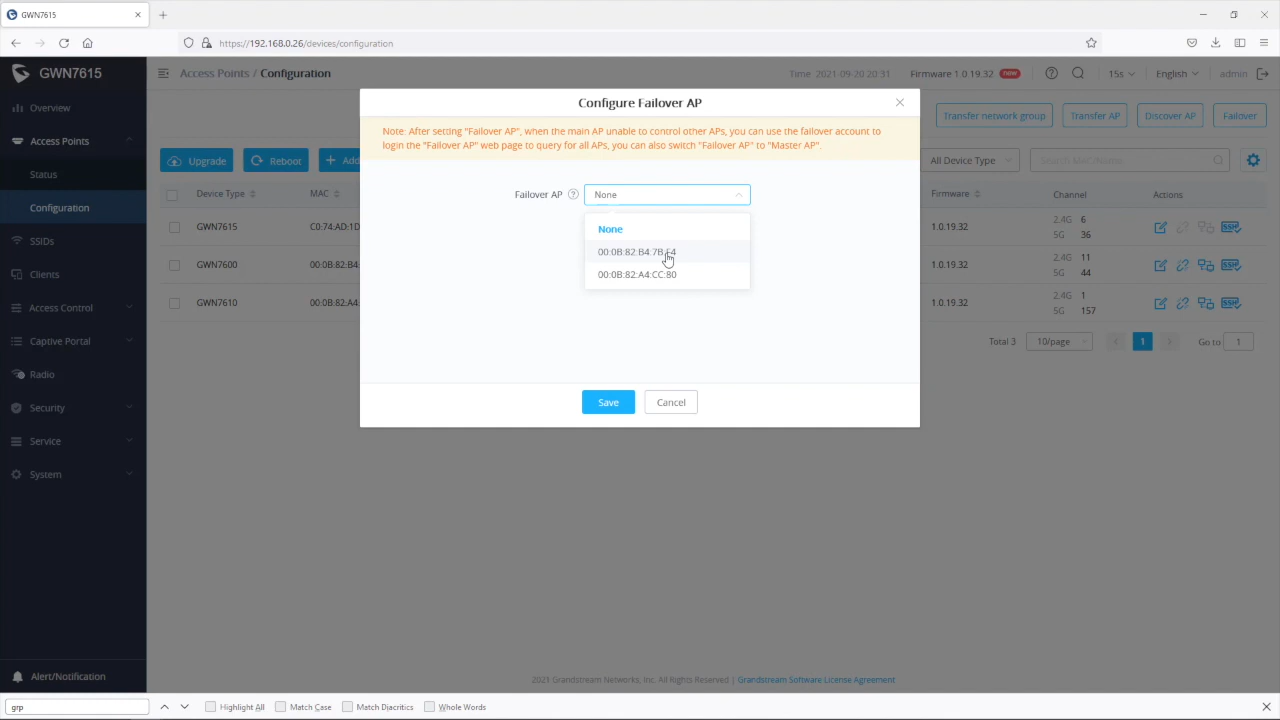 GWN7615
https://192.168.0.26/devices/configuration
GWN7615
Access Points / Configuration
Time 2021-09-20 20:31
Firmware 1.0.19.32 new
15s
English
admin
Overview
Access Points
Status
Configuration
SSIDs
Clients
Access Control
Captive Portal
Radio
Security
Service
System
Alert/Notification
Transfer network group
Transfer AP
Discover AP
Failover
Upgrade
Reboot
Add
All Device Type
Search MAC/Name
Device Type
MAC
Firmware
Channel
Actions
GWN7615
C0:74:AD:1D
2.4G 6
5G 36
GWN7600
00:0B:82:B4:
1.0.19.32
2.4G 11
5G 44
GWN7610
00:0B:82:A4:
1.0.19.32
2.4G 1
5G 157
Total 3
10/page
1
Go to 1
Configure Failover AP
Note: After setting "Failover AP", when the main AP unable to control other APs, you can use the failover account to
login the "Failover AP" web page to query for all APs, you can also switch "Failover AP" to "Master AP".
Failover AP
None
None
00:0B:82:B4:7B:F4
00:0B:82:A4:CC:80
Save
Cancel
2021 Grandstream Networks, Inc. All Rights Reserved | Grandstream Software License Agreement
grp
Highlight All
Match Case
Match Diacritics
Whole Words